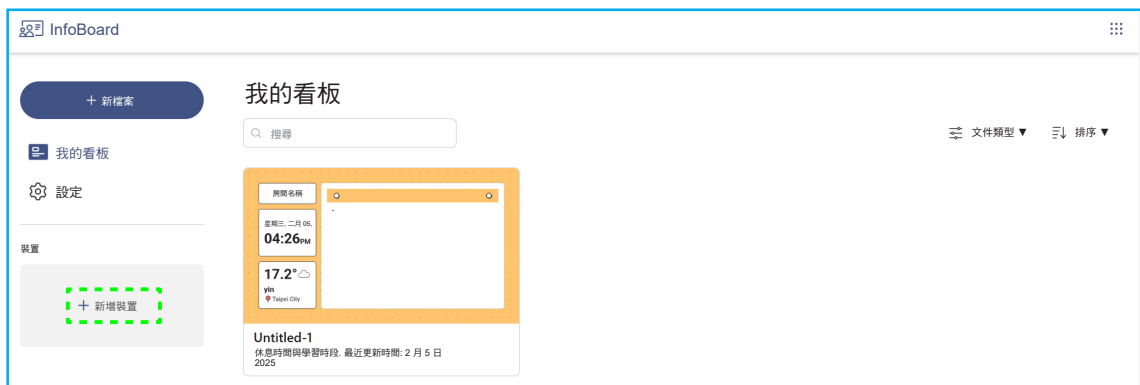 InfoBoard
+ 新檔案
我的看板
設定
裝置
+ 新增裝置
我的看板
搜尋
文件類型 ▼
排序 ▼
房間名稱
星期三, 二月 05,
04:26PM
17.2°
yin
Taipei City
Untitled-1
休息時間與學習時段. 最近更新時間: 2 月 5 日
2025